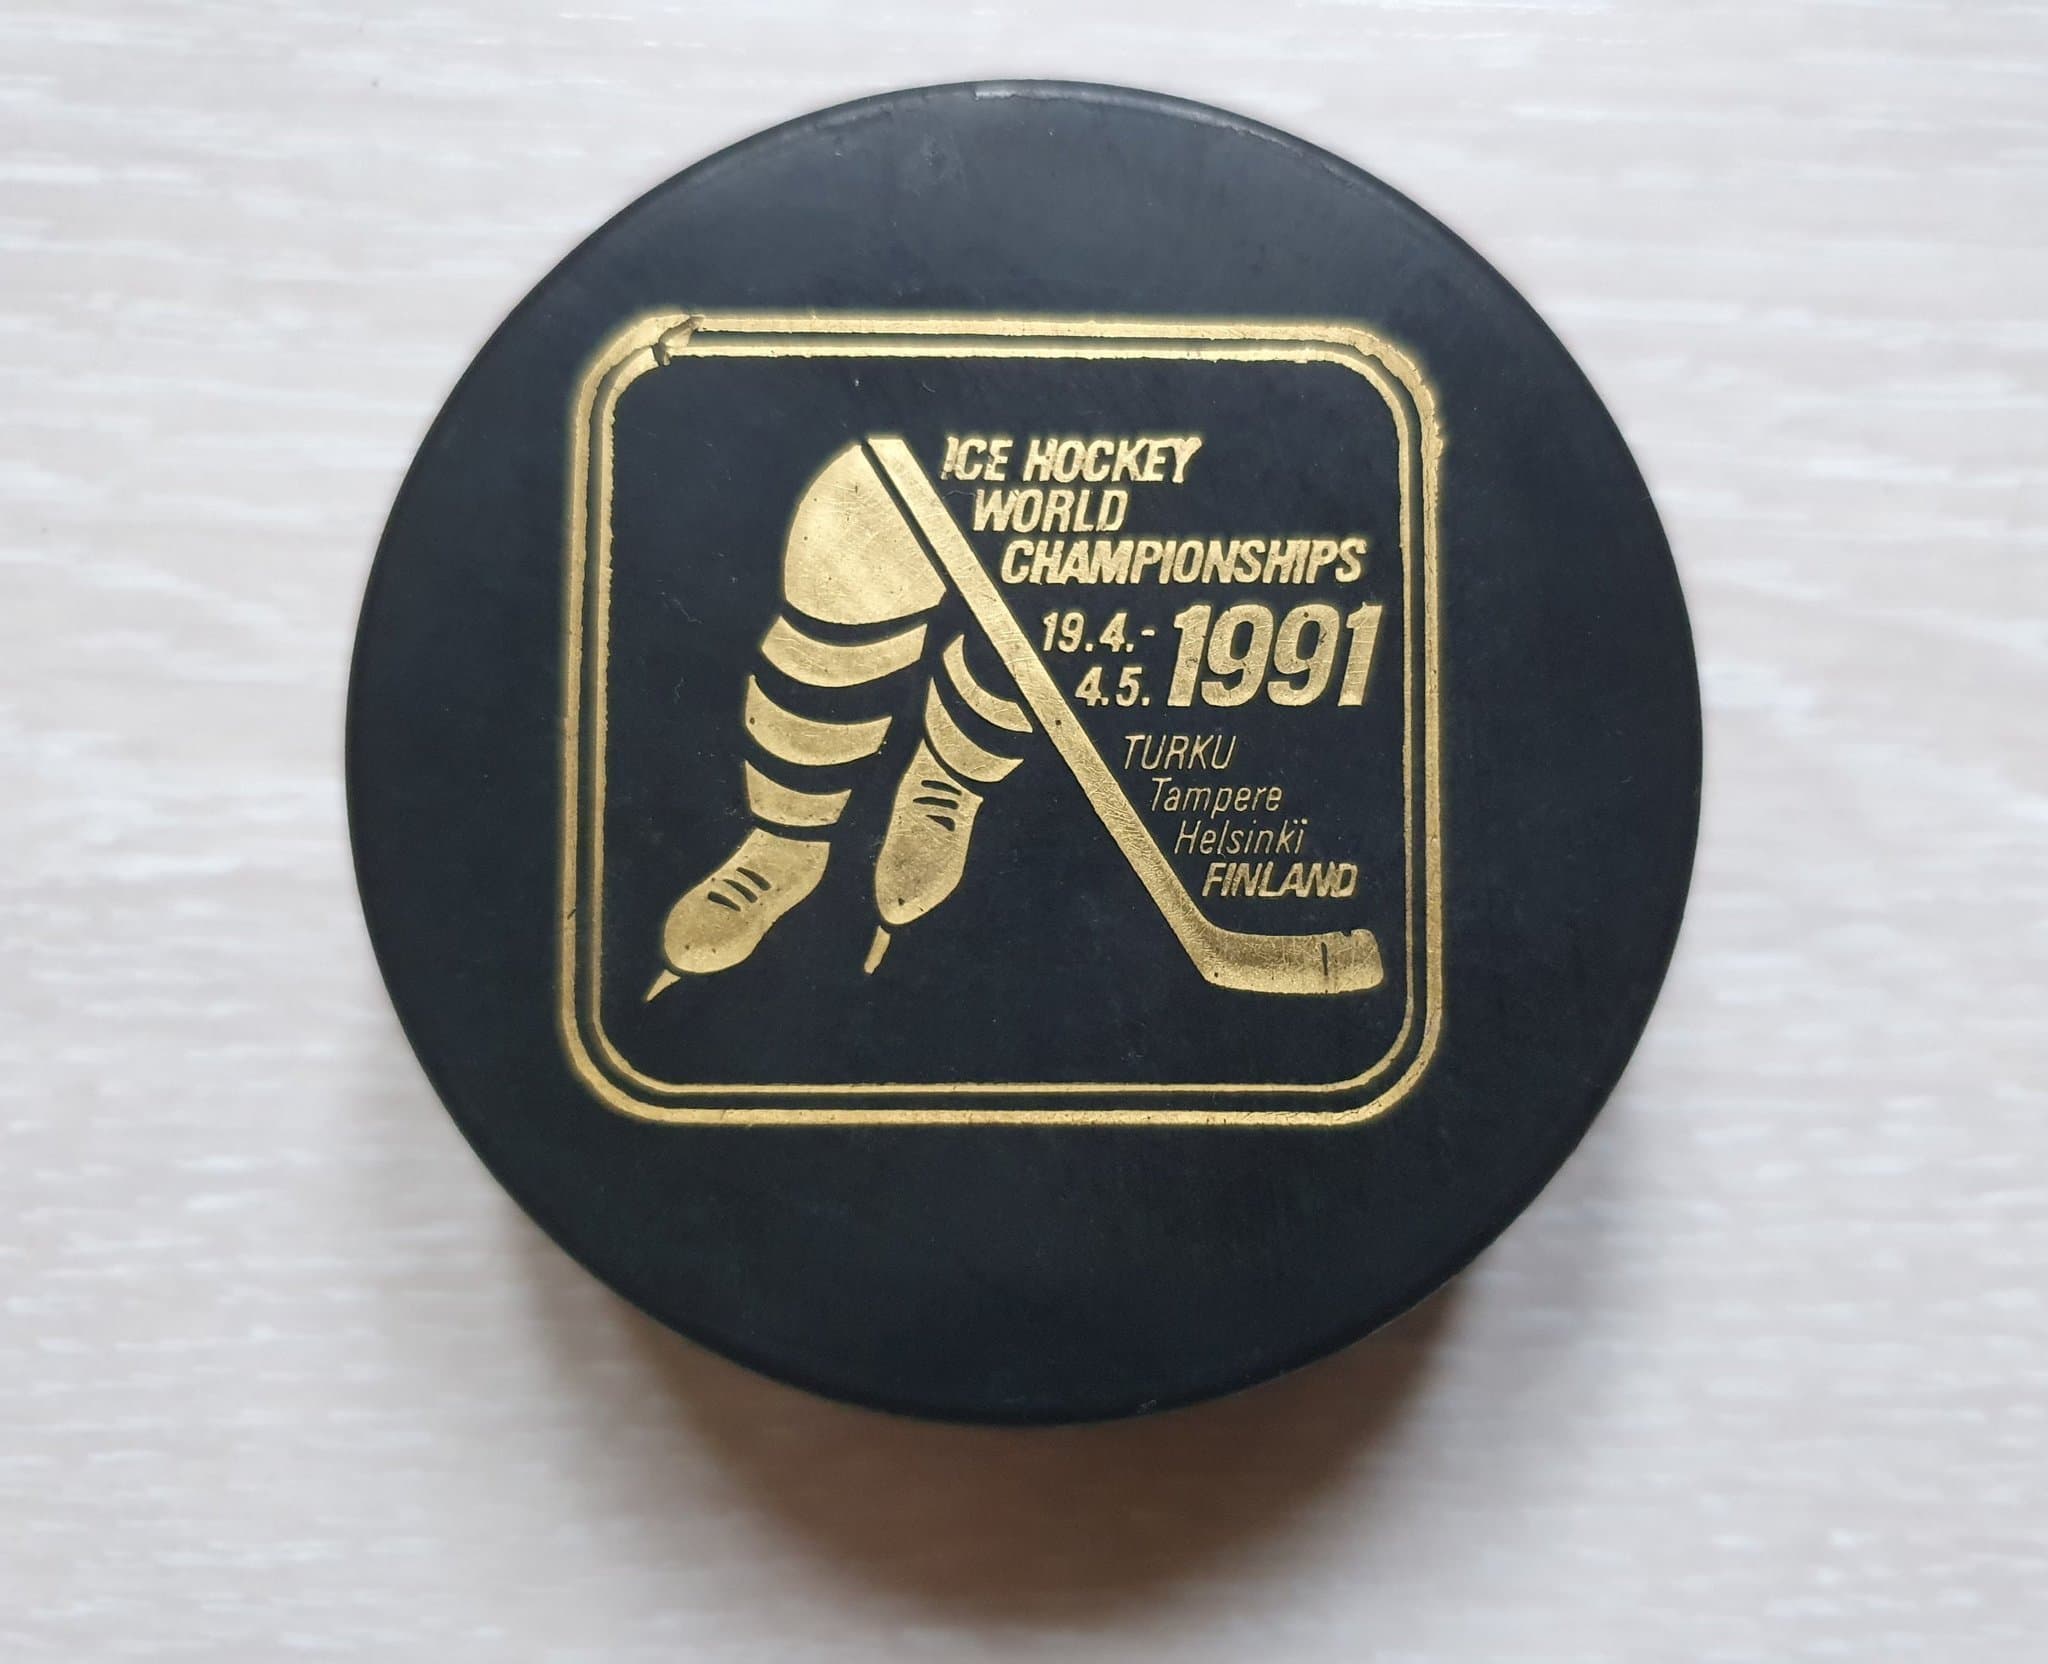 ICE HOCKEY
WORLD
CHAMPIONSHIPS
19.4.-
4.5. 1991
TURKU
Tampere
Helsinki
FINLAND